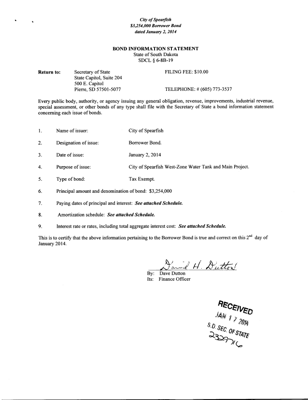 City of Spearfish
$3,254,000 Borrower Bond
dated January 2, 2014
BOND INFORMATION STATEMENT
State of South Dakota
SDCL § 6-8B-19
Return to: Secretary of State FILING FEE: $10.00
State Capitol, Suite 204
500 E. Capitol
Pierre, SD 57501-5077 TELEPHONE: # (605) 773-3537
Every public body, authority, or agency issuing any general obligation, revenue, improvements, industrial revenue,
special assessment, or other bonds of any type shall file with the Secretary of State a bond information statement
concerning each issue of bonds.
1. Name of issuer: City of Spearfish
2. Designation of issue: Borrower Bond.
3. Date of issue: January 2, 2014
4. Purpose of issue: City of Spearfish West-Zone Water Tank and Main Project.
5. Type of bond: Tax Exempt.
6. Principal amount and denomination of bond: $3,254,000
7. Paying dates of principal and interest: See attached Schedule.
8. Amortization schedule: See attached Schedule.
9. Interest rate or rates, including total aggregate interest cost: See attached Schedule.
This is to certify that the above information pertaining to the Borrower Bond is true and correct on this 2nd day of
January 2014.
David H. Dutton
By: Dave Dutton
Its: Finance Officer
RECEIVED
JAN 2014
S.D. SEC. OF STATE